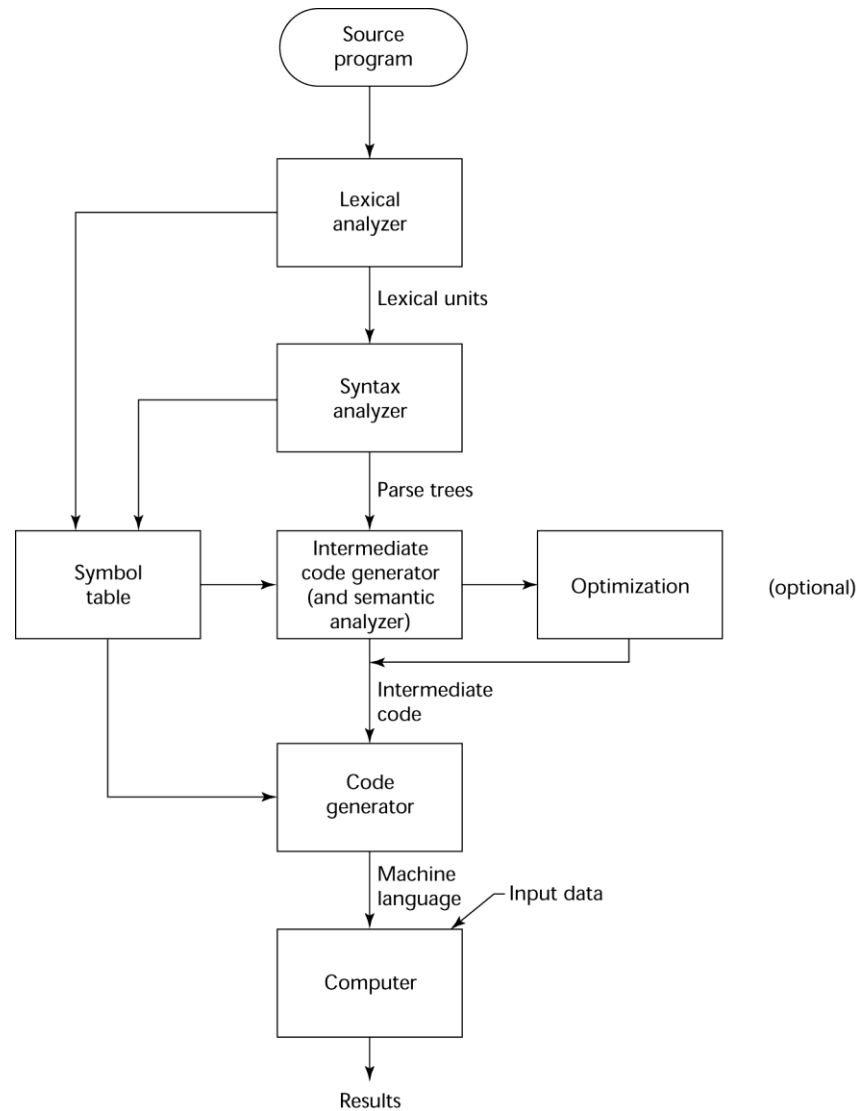 Source
program
Lexical
analyzer
Lexical units
Syntax
analyzer
Parse trees
Symbol
table
Intermediate
code generator
(and semantic
analyzer)
Optimization
(optional)
Intermediate
code
Code
generator
Machine
language
Input data
Computer
Results